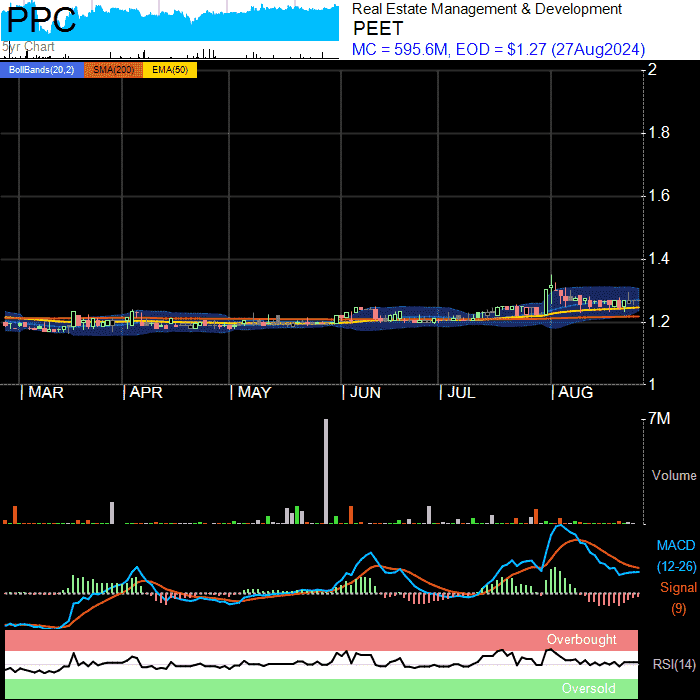 PPC
5yr Chart
Real Estate Management & Development
PEET
MC = 595.6M, EOD = $1.27 (27Aug2024)
BollBands(20,2) SMA(200) EMA(50)
2
1.8
1.6
1.4
1.2
1
| MAR | APR | MAY | JUN | JUL | AUG
7M
Volume
MACD
(12-26)
Signal
(9)
Overbought
RSI(14)
Oversold